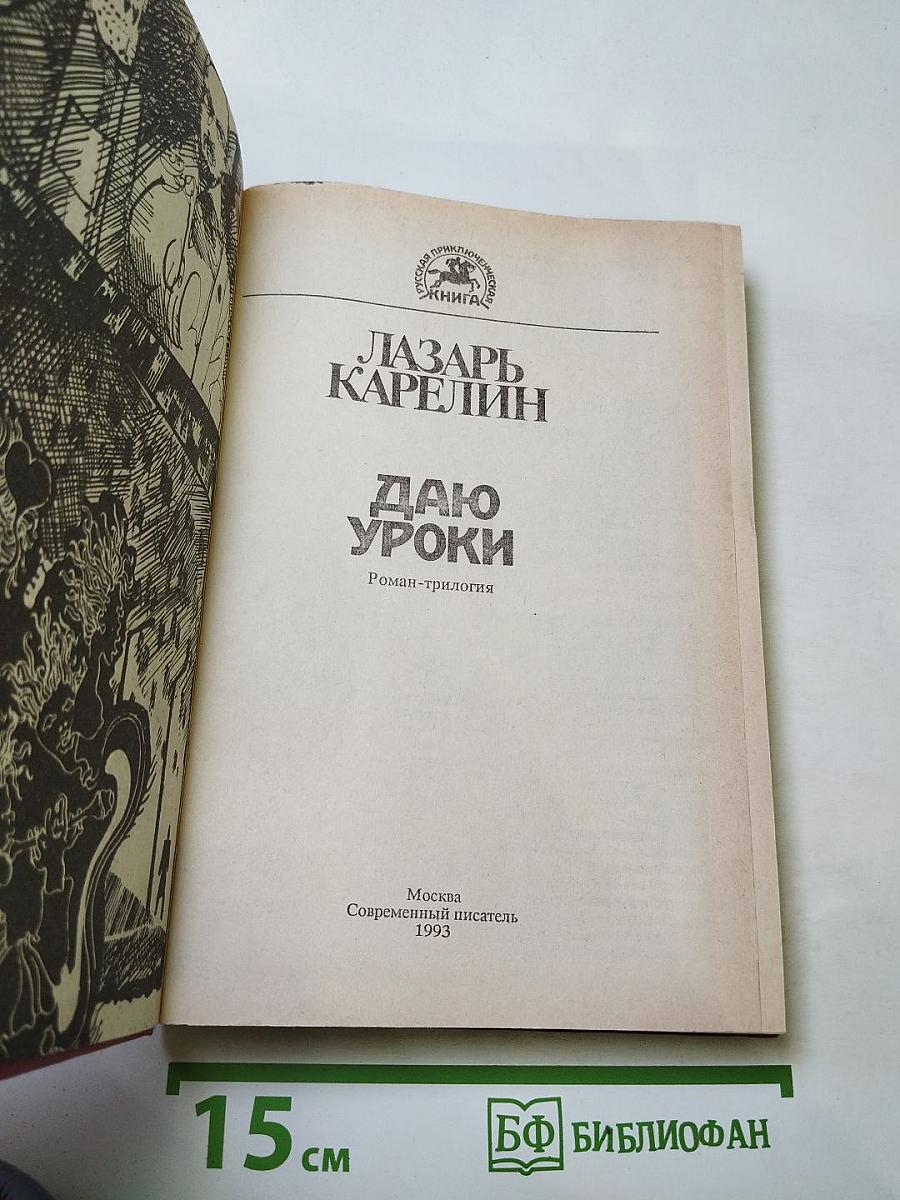 РУССКАЯ ПРИКЛЮЧЕНЧЕСКАЯ
КНИГА
ЛАЗАРЬ
КАРЕЛИН
ДАЮ
УРОКИ
Роман-трилогия
Москва
Современный писатель
1993
15 см
БФ БИБЛИОФАН